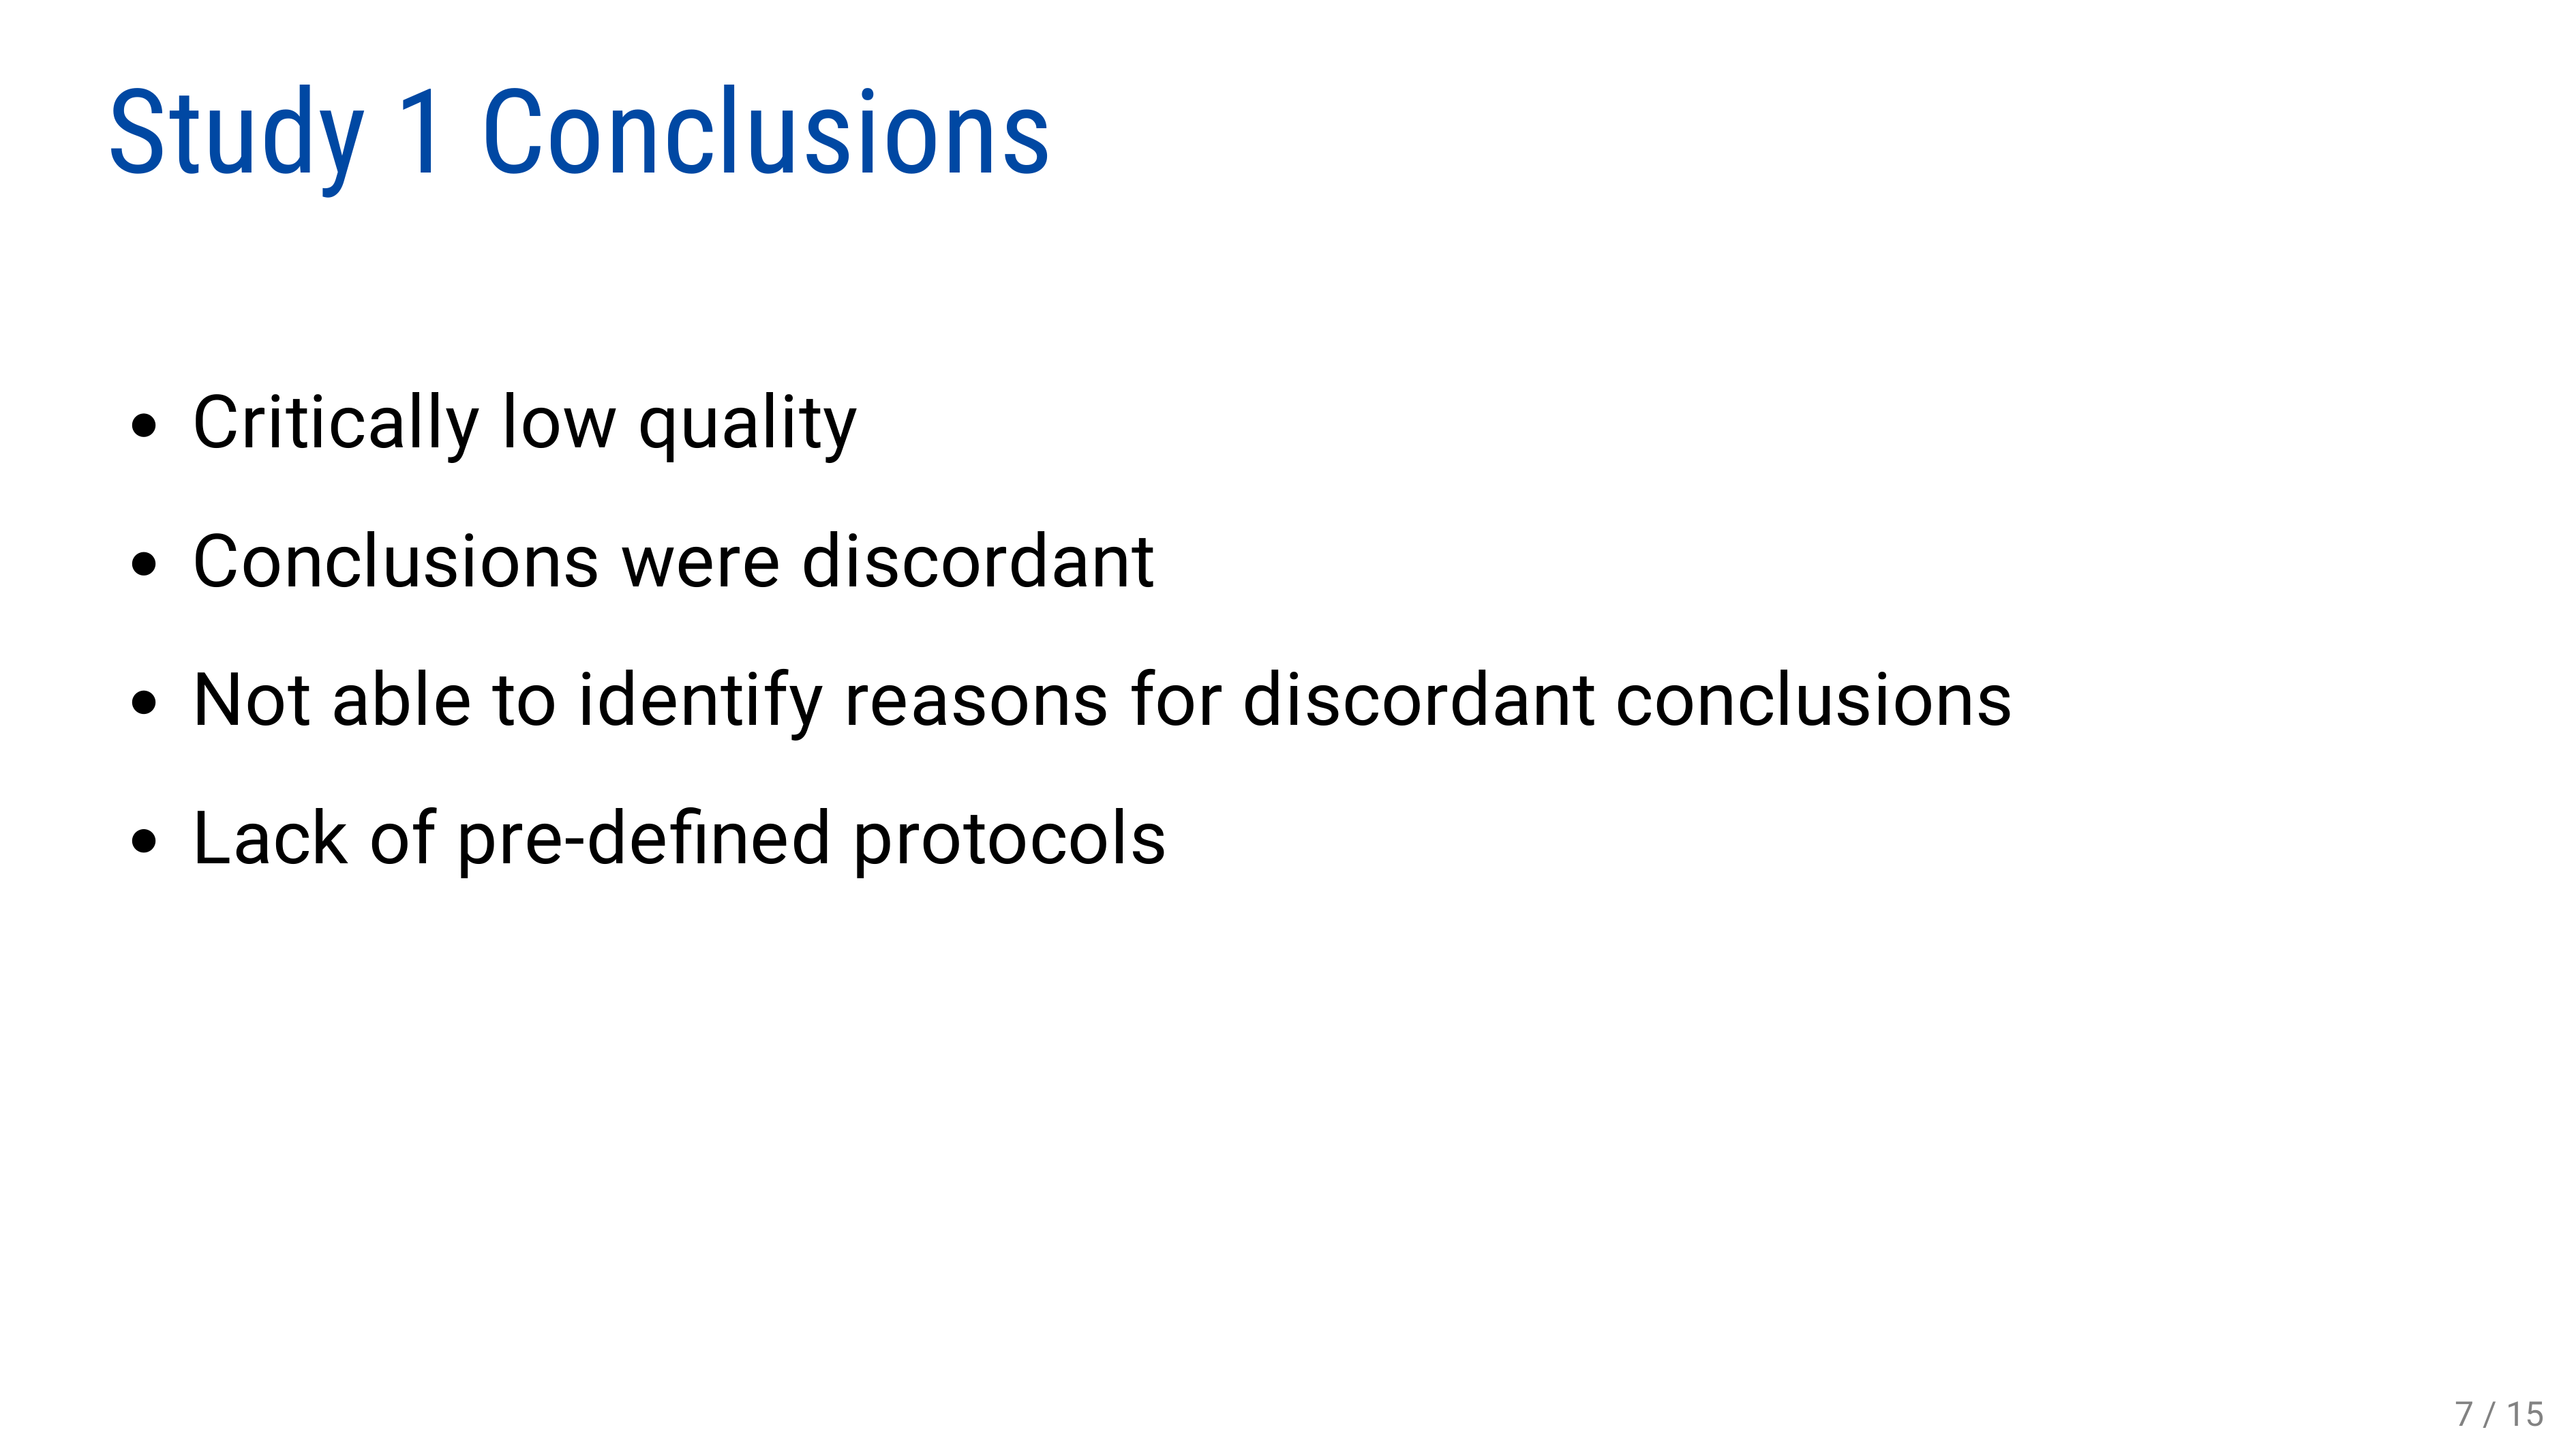 Study 1 Conclusions
• Critically low quality
• Conclusions were discordant
• Not able to identify reasons for discordant conclusions
• Lack of pre-defined protocols
7 / 15